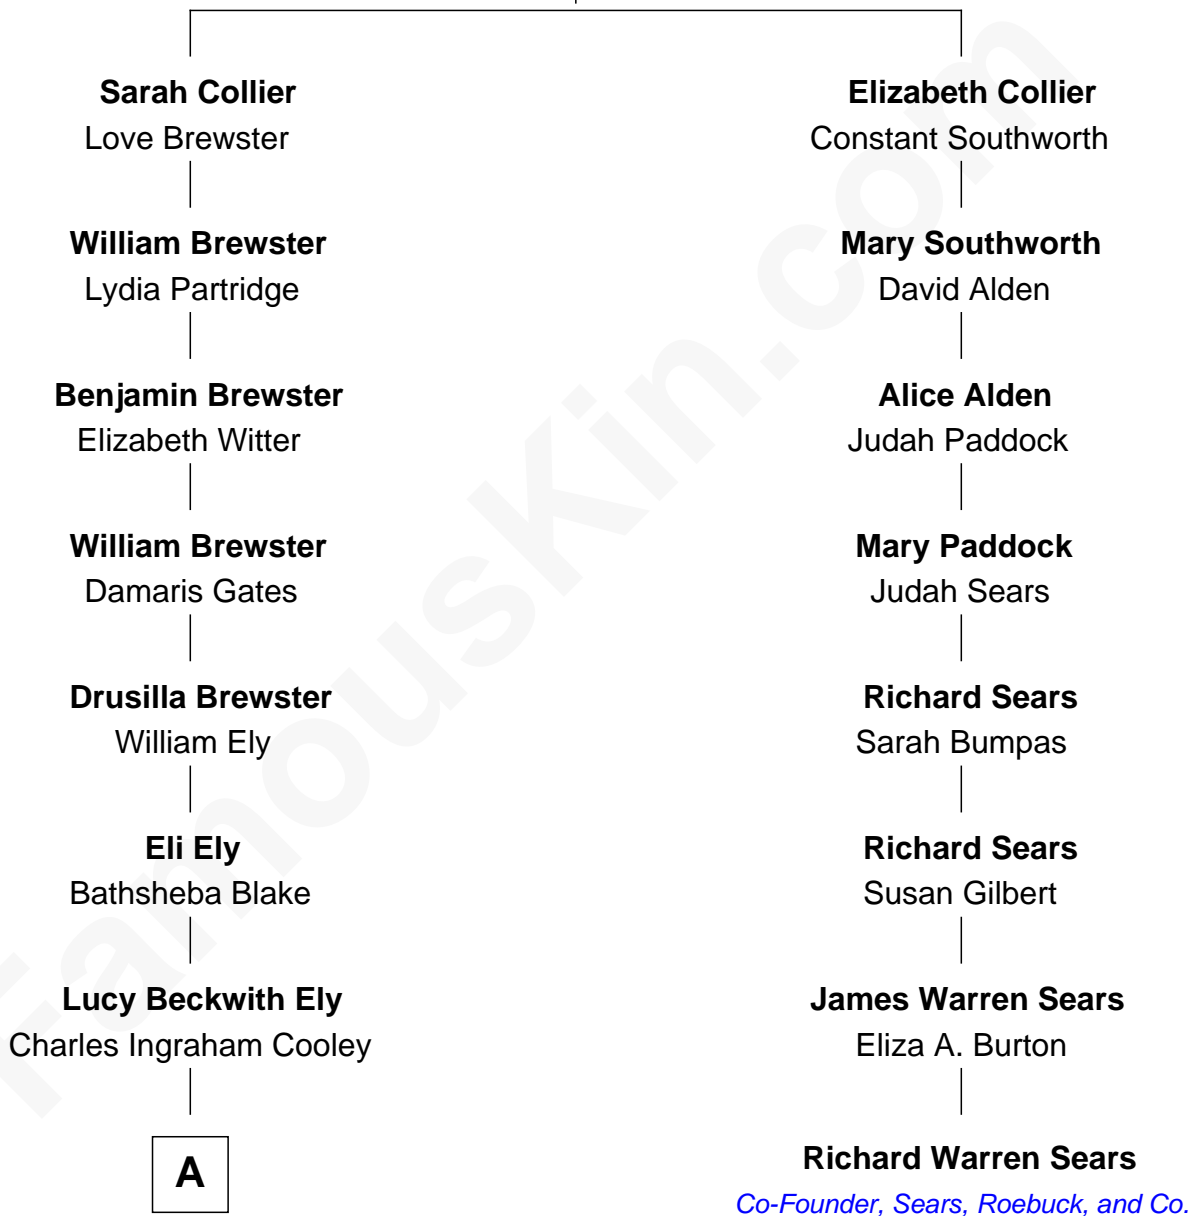 Sarah Collier
Love Brewster
William Brewster
Lydia Partridge
Benjamin Brewster
Elizabeth Witter
William Brewster
Damaris Gates
Drusilla Brewster
William Ely
Eli Ely
Bathsheba Blake
Lucy Beckwith Ely
Charles Ingraham Cooley
A
Elizabeth Collier
Constant Southworth
Mary Southworth
David Alden
Alice Alden
Judah Paddock
Mary Paddock
Judah Sears
Richard Sears
Sarah Bumpas
Richard Sears
Susan Gilbert
James Warren Sears
Eliza A. Burton
Richard Warren Sears
Co-Founder, Sears, Roebuck, and Co.
FamousKin.com